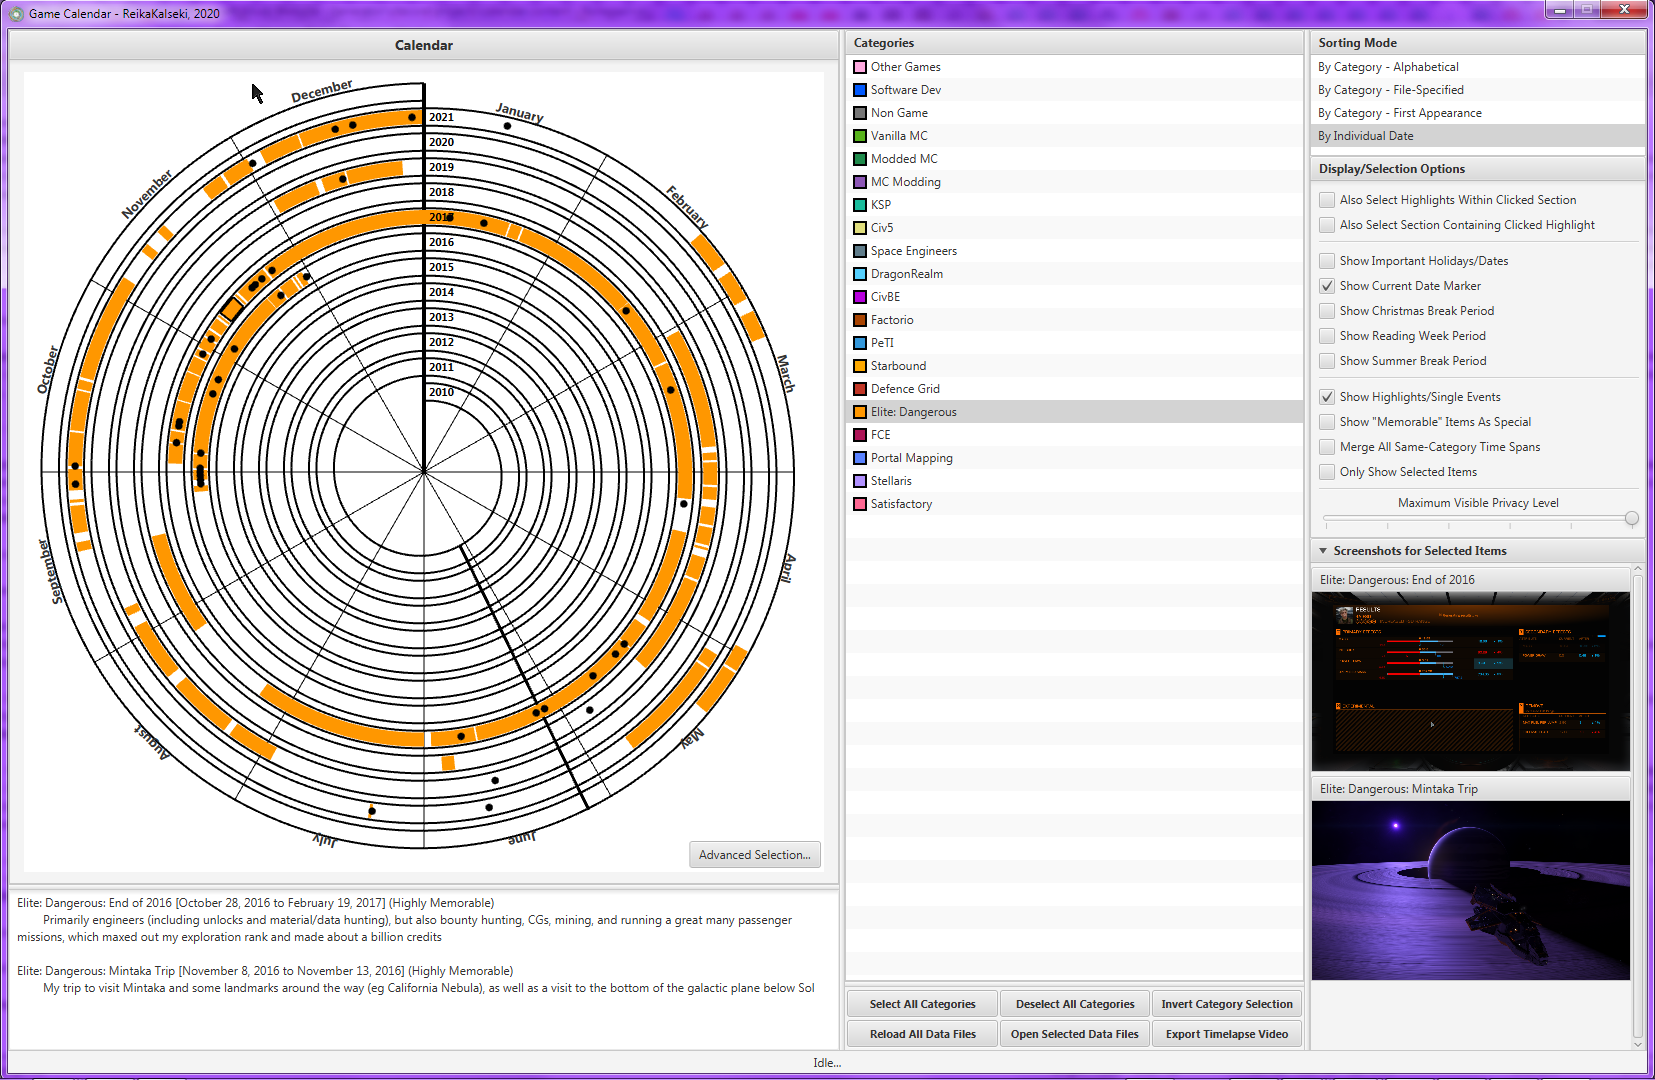 Game Calendar - ReikaKalseki, 2020
Calendar
December
January
November
February
October
March
September
April
August
May
July
June
2021
2020
2019
2018
2017
2016
2015
2014
2013
2012
2011
2010
Advanced Selection...
Elite: Dangerous: End of 2016 [October 28, 2016 to February 19, 2017] (Highly Memorable)
Primarily engineers (including unlocks and material/data hunting), but also bounty hunting, CGs, mining, and running a great many passenger
missions, which maxed out my exploration rank and made about a billion credits
Elite: Dangerous: Mintaka Trip [November 8, 2016 to November 13, 2016] (Highly Memorable)
My trip to visit Mintaka and some landmarks around the way (eg California Nebula), as well as a visit to the bottom of the galactic plane below Sol
Categories
Other Games
Software Dev
Non Game
Vanilla MC
Modded MC
MC Modding
KSP
Civ5
Space Engineers
DragonRealm
CivBE
Factorio
PeTI
Starbound
Defence Grid
Elite: Dangerous
FCE
Portal Mapping
Stellaris
Satisfactory
Select All Categories
Deselect All Categories
Invert Category Selection
Reload All Data Files
Open Selected Data Files
Export Timelapse Video
Sorting Mode
By Category - Alphabetical
By Category - File-Specified
By Category - First Appearance
By Individual Date
Display/Selection Options
Also Select Highlights Within Clicked Section
Also Select Section Containing Clicked Highlight
Show Important Holidays/Dates
Show Current Date Marker
Show Christmas Break Period
Show Reading Week Period
Show Summer Break Period
Show Highlights/Single Events
Show "Memorable" Items As Special
Merge All Same-Category Time Spans
Only Show Selected Items
Maximum Visible Privacy Level
Screenshots for Selected Items
Elite: Dangerous: End of 2016
RESULTS
Elite: Dangerous: Mintaka Trip
Idle...